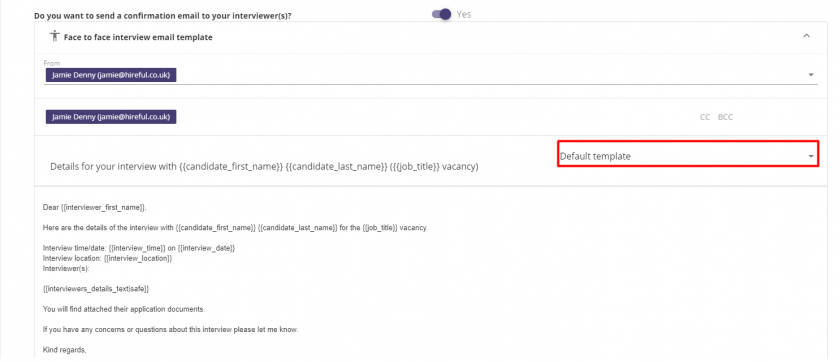 Do you want to send a confirmation email to your interviewer(s)? Yes
Face to face interview email template
From
Jamie Denny (jamie@hireful.co.uk)
Jamie Denny (jamie@hireful.co.uk) CC BCC
Default template
Details for your interview with {{candidate_first_name}} {{candidate_last_name}} ({{job_title}} vacancy)
Dear {{interviewer_first_name}},
Here are the details of the interview with {{candidate_first_name}} {{candidate_last_name}} for the {{job_title}} vacancy.
Interview time/date: {{interview_time}} on {{interview_date}}
Interview location: {{interview_location}}
Interviewer(s):
{{interviewers_details_text|safe}}
You will find attached their application documents.
If you have any concerns or questions about this interview please let me know.
Kind regards,